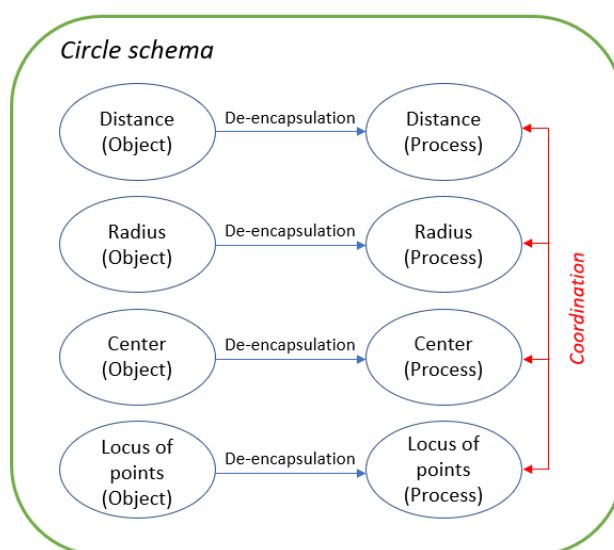 Circle schema
Distance
(Object)
De-encapsulation
Distance
(Process)
Radius
(Object)
De-encapsulation
Radius
(Process)
Center
(Object)
De-encapsulation
Center
(Process)
Locus of
points
(Object)
De-encapsulation
Locus of
points
(Process)
Coordination